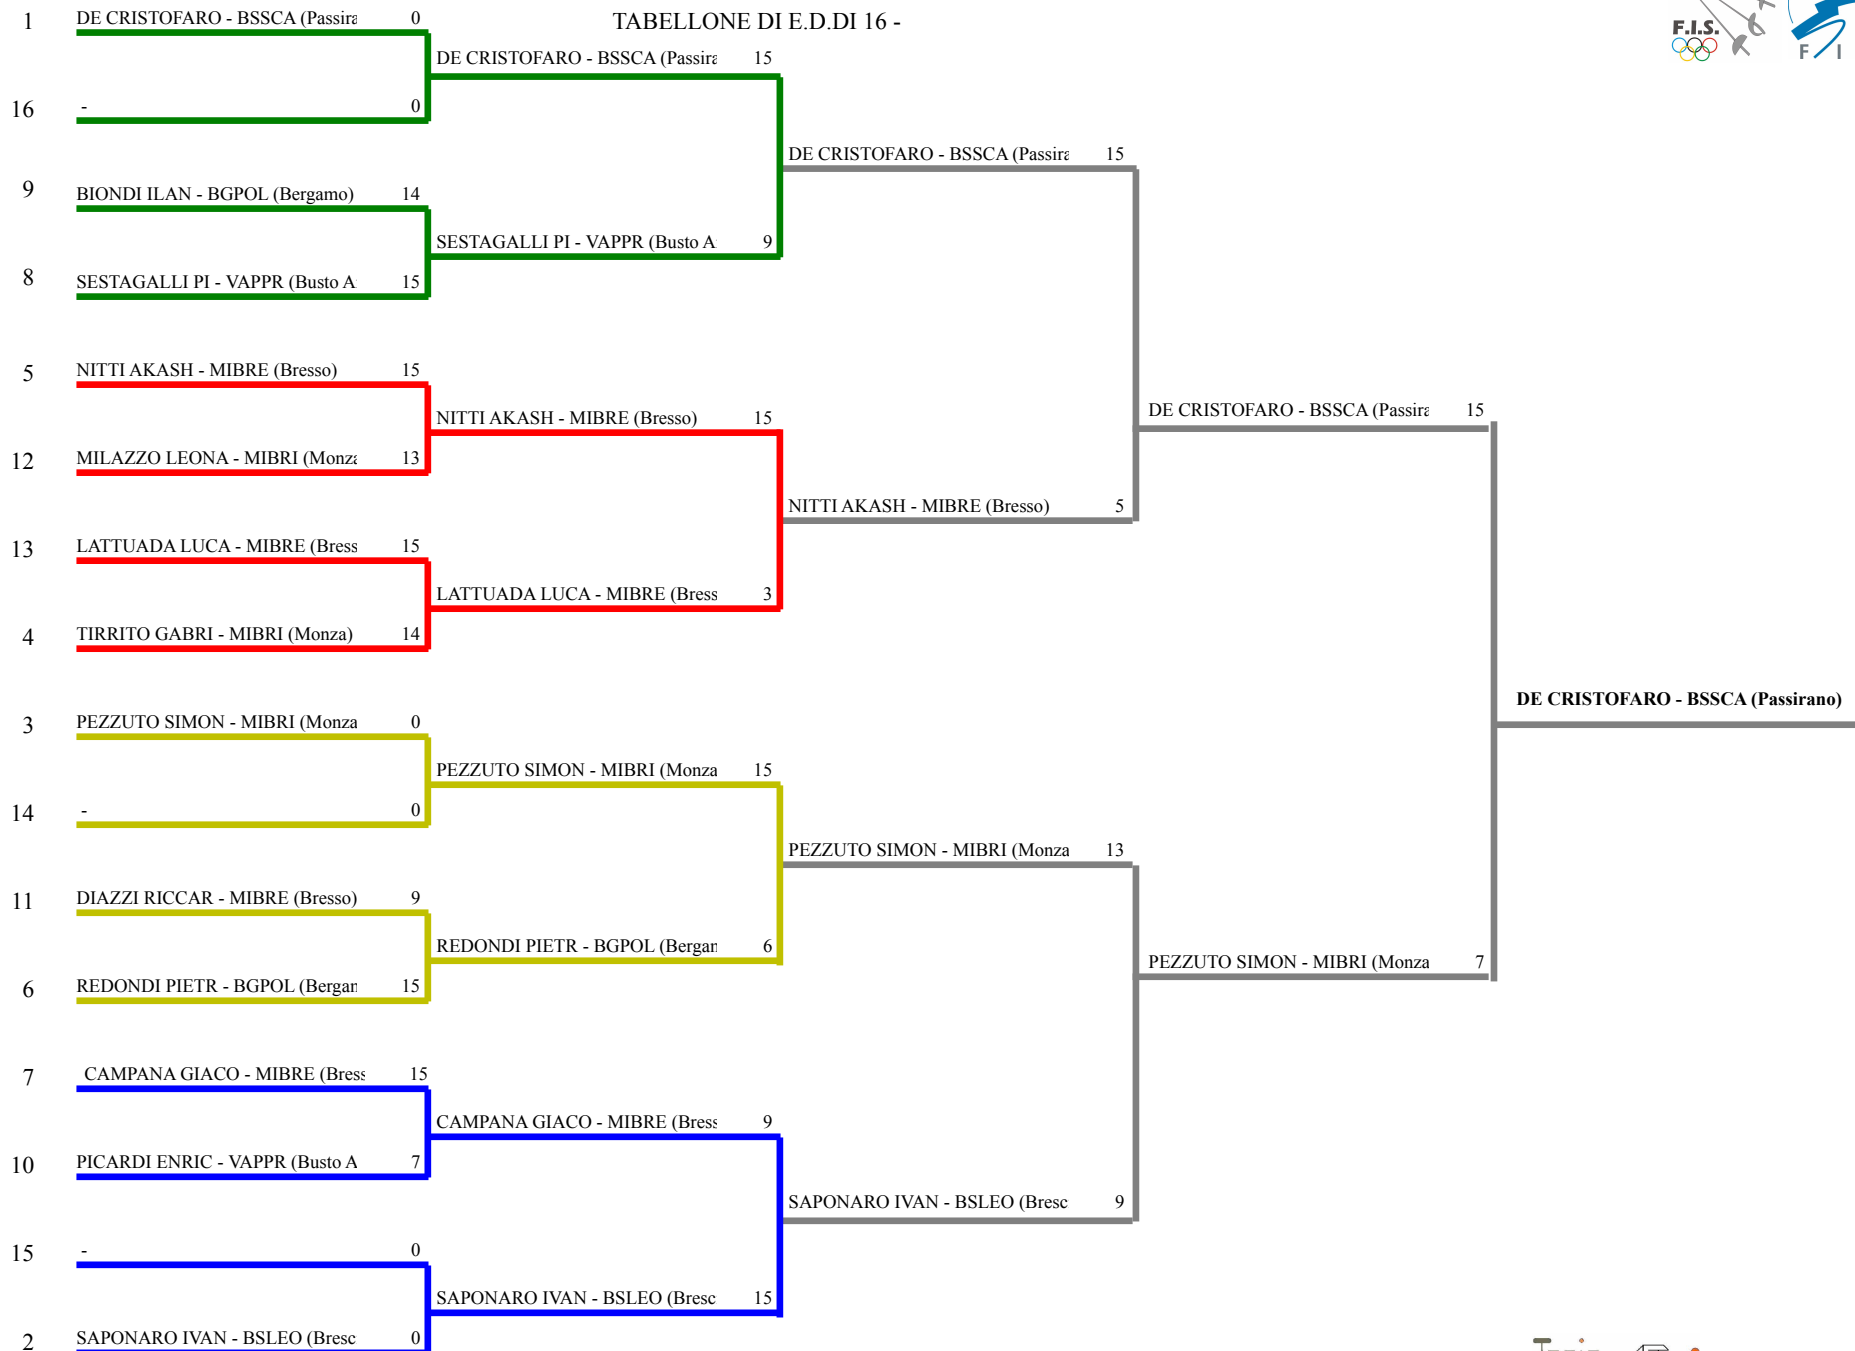 TABELLONE DI E.D.DI 16 -
F.I.S.
F I
1 DE CRISTOFARO - BSSCA (Passira 0
DE CRISTOFARO - BSSCA (Passira 15
16 - 0
DE CRISTOFARO - BSSCA (Passira 15
9 BIONDI ILAN - BGPOL (Bergamo) 14
SESTAGALLI PI - VAPPR (Busto A 9
8 SESTAGALLI PI - VAPPR (Busto A 15
5 NITTI AKASH - MIBRE (Bresso) 15
DE CRISTOFARO - BSSCA (Passira 15
NITTI AKASH - MIBRE (Bresso) 15
12 MILAZZO LEONA - MIBRI (Monza 13
NITTI AKASH - MIBRE (Bresso) 5
13 LATTUADA LUCA - MIBRE (Bress 15
LATTUADA LUCA - MIBRE (Bress 3
4 TIRRITO GABRI - MIBRI (Monza) 14
DE CRISTOFARO - BSSCA (Passirano)
3 PEZZUTO SIMON - MIBRI (Monza 0
PEZZUTO SIMON - MIBRI (Monza 15
14 - 0
PEZZUTO SIMON - MIBRI (Monza 13
11 DIAZZI RICCAR - MIBRE (Bresso) 9
REDONDI PIETR - BGPOL (Bergan 6
PEZZUTO SIMON - MIBRI (Monza 7
6 REDONDI PIETR - BGPOL (Bergan 15
7 CAMPANA GIACO - MIBRE (Bress 15
CAMPANA GIACO - MIBRE (Bress 9
10 PICARDI ENRIC - VAPPR (Busto A 7
SAPONARO IVAN - BSLEO (Bresc 9
15 - 0
SAPONARO IVAN - BSLEO (Bresc 15
2 SAPONARO IVAN - BSLEO (Bresc 0